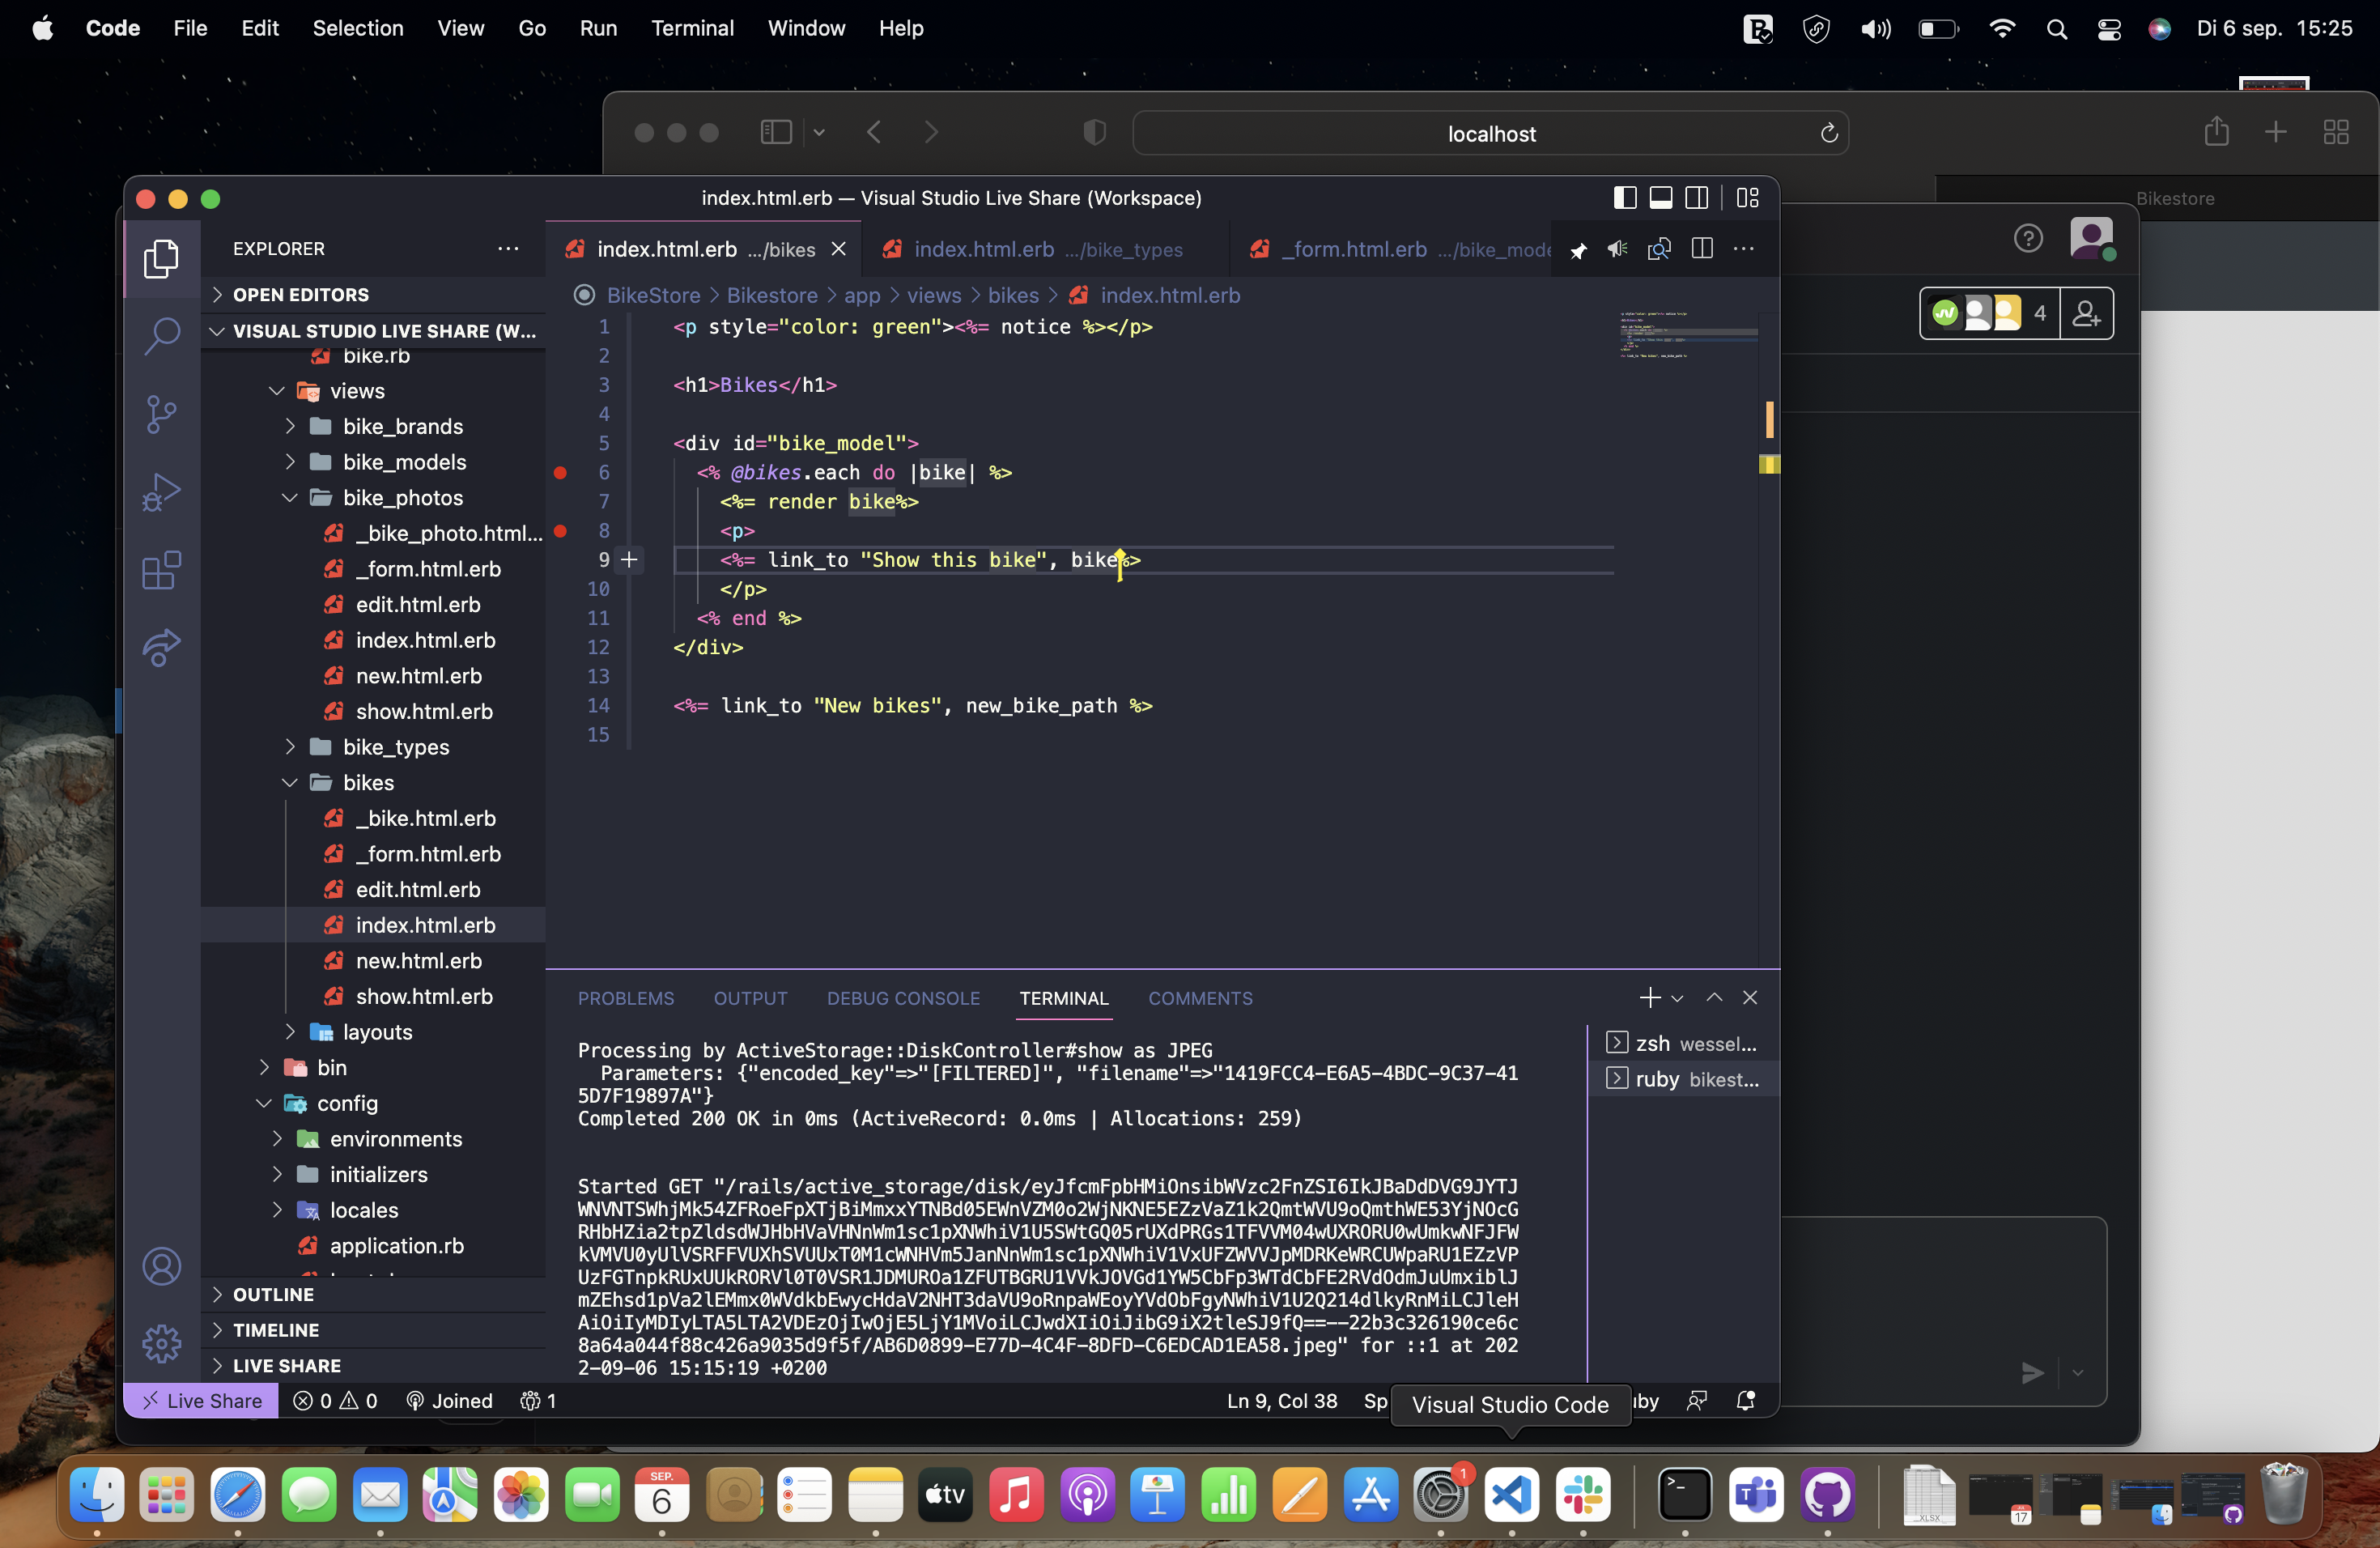 Code File Edit Selection View Go Run Terminal Window Help Di 6 sep. 15:25
localhost
Bikestore
index.html.erb — Visual Studio Live Share (Workspace)
EXPLORER
index.html.erb .../bikes
index.html.erb .../bike_types
_form.html.erb .../bike_mode
4
OPEN EDITORS
BikeStore > Bikestore > app > views > bikes > index.html.erb
VISUAL STUDIO LIVE SHARE (W...
bike.rb
views
bike_brands
bike_models
bike_photos
_bike_photo.html...
_form.html.erb
edit.html.erb
index.html.erb
new.html.erb
show.html.erb
bike_types
bikes
_bike.html.erb
_form.html.erb
edit.html.erb
index.html.erb
new.html.erb
show.html.erb
layouts
bin
config
environments
initializers
locales
application.rb
OUTLINE
TIMELINE
LIVE SHARE
1 <p style="color: green"><%= notice %></p>
2
3 <h1>Bikes</h1>
4
5 <div id="bike_model">
6 <% @bikes.each do |bike| %>
7 <%= render bike%>
8 <p>
9 <%= link_to "Show this bike", bike%>
10 </p>
11 <% end %>
12 </div>
13
14 <%= link_to "New bikes", new_bike_path %>
15
PROBLEMS OUTPUT DEBUG CONSOLE TERMINAL COMMENTS
Processing by ActiveStorage::DiskController#show as JPEG
Parameters: {"encoded_key"=>"[FILTERED]", "filename"=>"1419FCC4-E6A5-4BDC-9C37-41
5D7F19897A"}
Completed 200 OK in 0ms (ActiveRecord: 0.0ms | Allocations: 259)
Started GET "/rails/active_storage/disk/
8a64a044f88c426a9035d9f5f/AB6D0899-E77D-4C4F-8DFD-C6EDCAD1EA58.jpeg" for ::1 at 202
2-09-06 15:15:19 +0200
zsh wessel...
ruby bikest...
Live Share 0 0 Joined 1 Ln 9, Col 38 Sp uby
Visual Studio Code
SEP.
6
tv
1
XLSX
17